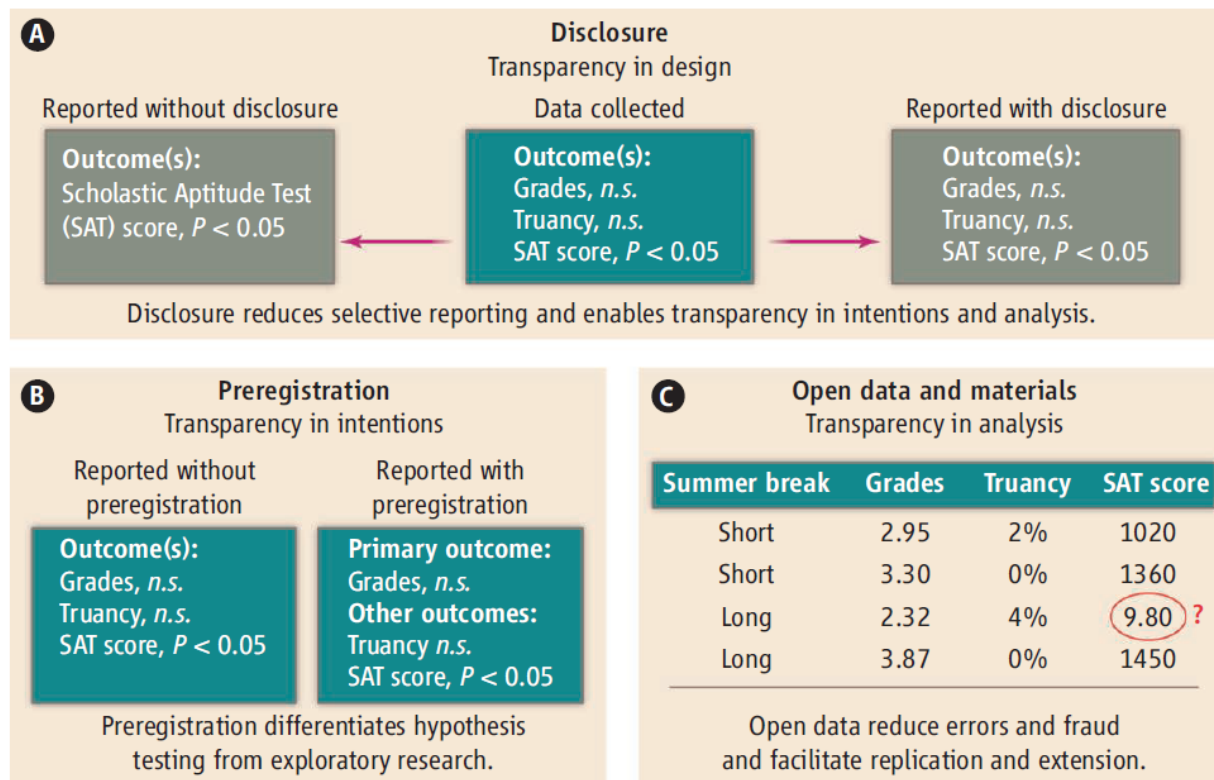 A
Disclosure
Transparency in design
Reported without disclosure
Outcome(s):
Scholastic Aptitude Test
(SAT) score, P < 0.05
Data collected
Outcome(s):
Grades, n.s.
Truancy, n.s.
SAT score, P < 0.05
Reported with disclosure
Outcome(s):
Grades, n.s.
Truancy, n.s.
SAT score, P < 0.05
Disclosure reduces selective reporting and enables transparency in intentions and analysis.
B
Preregistration
Transparency in intentions
Reported without
preregistration
Outcome(s):
Grades, n.s.
Truancy, n.s.
SAT score, P < 0.05
Reported with
preregistration
Primary outcome:
Grades, n.s.
Other outcomes:
Truancy n.s.
SAT score, P < 0.05
Preregistration differentiates hypothesis
testing from exploratory research.
C
Open data and materials
Transparency in analysis
Summer break Grades Truancy SAT score
Short 2.95 2% 1020
Short 3.30 0% 1360
Long 2.32 4% 9.80 ?
Long 3.87 0% 1450
Open data reduce errors and fraud
and facilitate replication and extension.